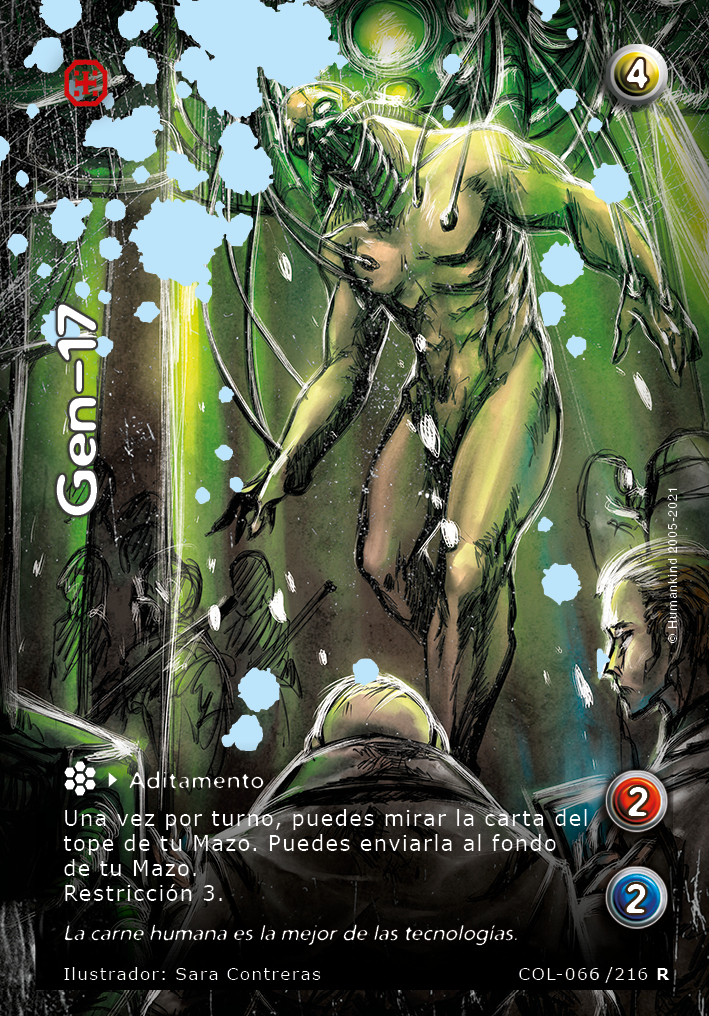 4
Gen-17
© Humankind 2005-2021
Aditamento
Una vez por turno, puedes mirar la carta del
tope de tu Mazo. Puedes enviarla al fondo
de tu Mazo.
Restricción 3.
2
2
La carne humana es la mejor de las tecnologías.
Ilustrador: Sara Contreras
COL-066 /216 R